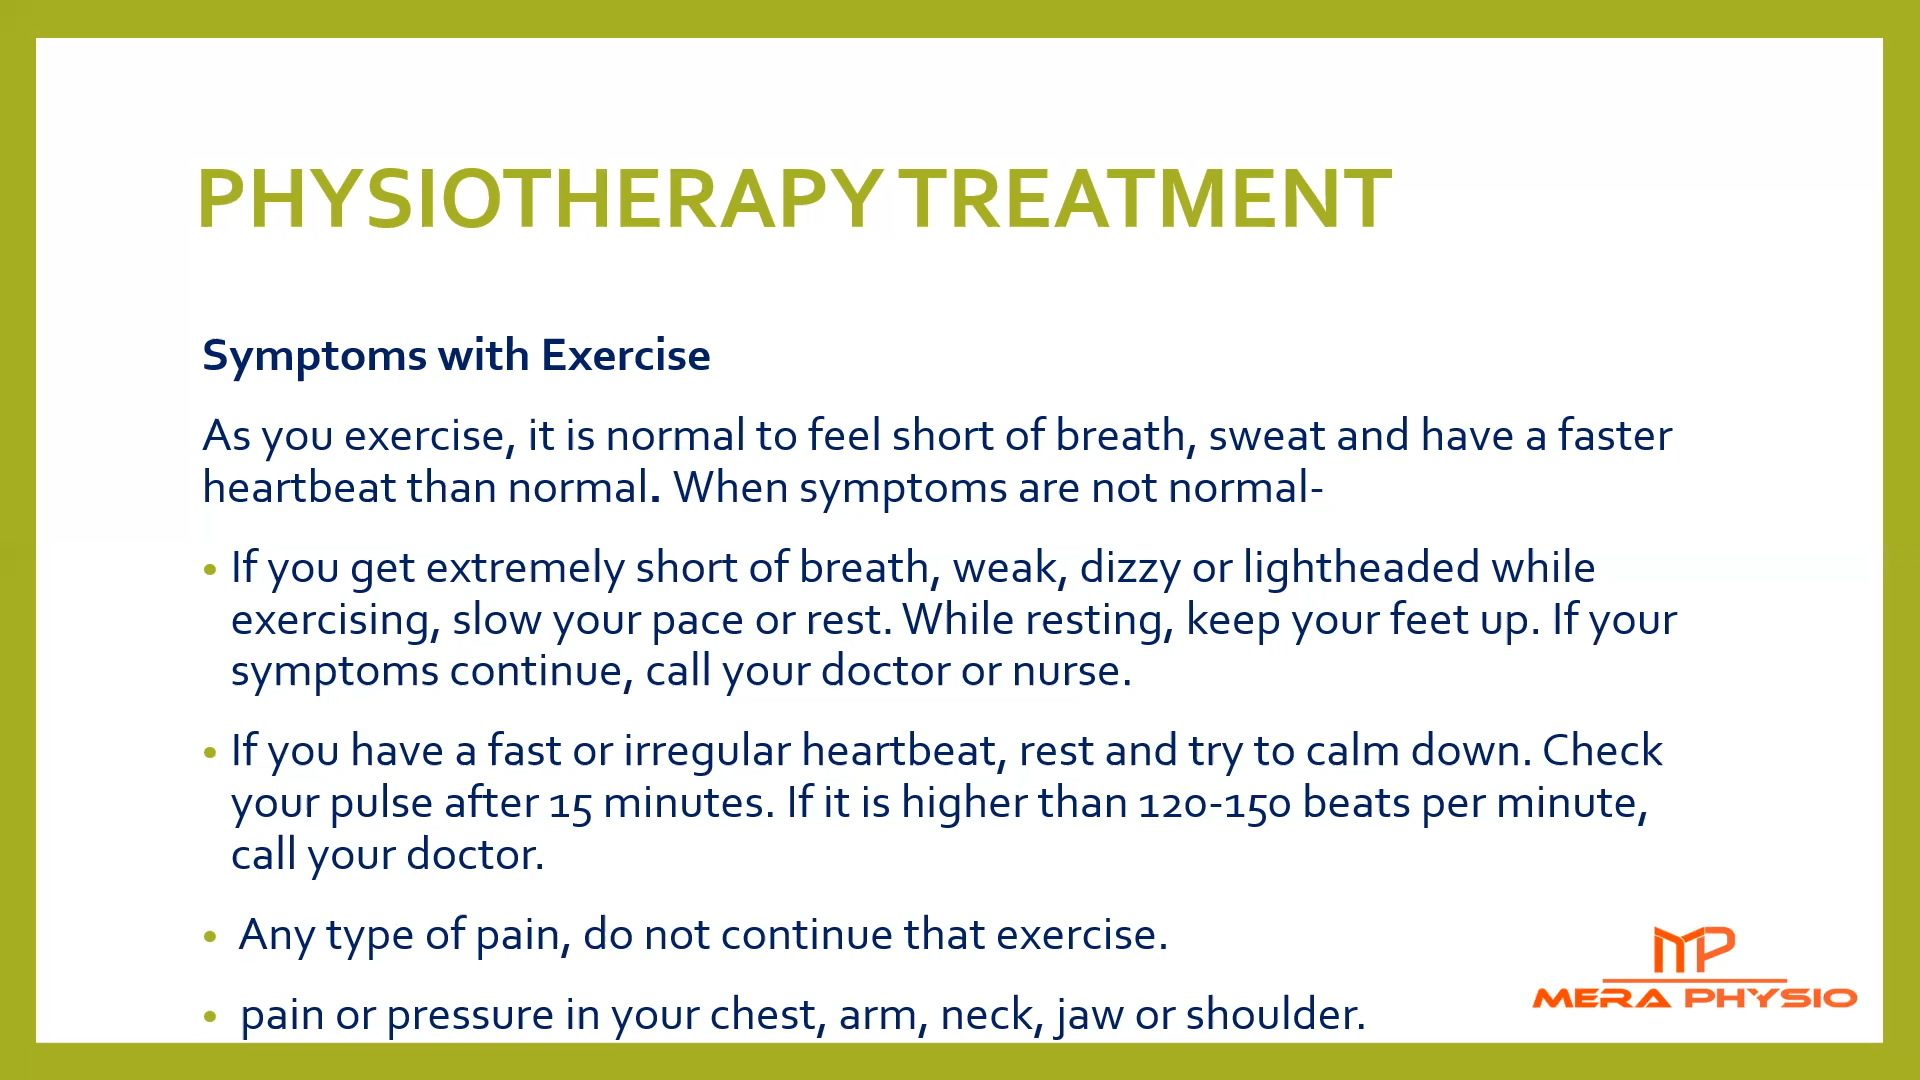 PHYSIOTHERAPY TREATMENT
Symptoms with Exercise
As you exercise, it is normal to feel short of breath, sweat and have a faster
heartbeat than normal. When symptoms are not normal-
• If you get extremely short of breath, weak, dizzy or lightheaded while
exercising, slow your pace or rest. While resting, keep your feet up. If your
symptoms continue, call your doctor or nurse.
• If you have a fast or irregular heartbeat, rest and try to calm down. Check
your pulse after 15 minutes. If it is higher than 120-150 beats per minute,
call your doctor.
• Any type of pain, do not continue that exercise.
• pain or pressure in your chest, arm, neck, jaw or shoulder.
MP
MERA PHYSIO